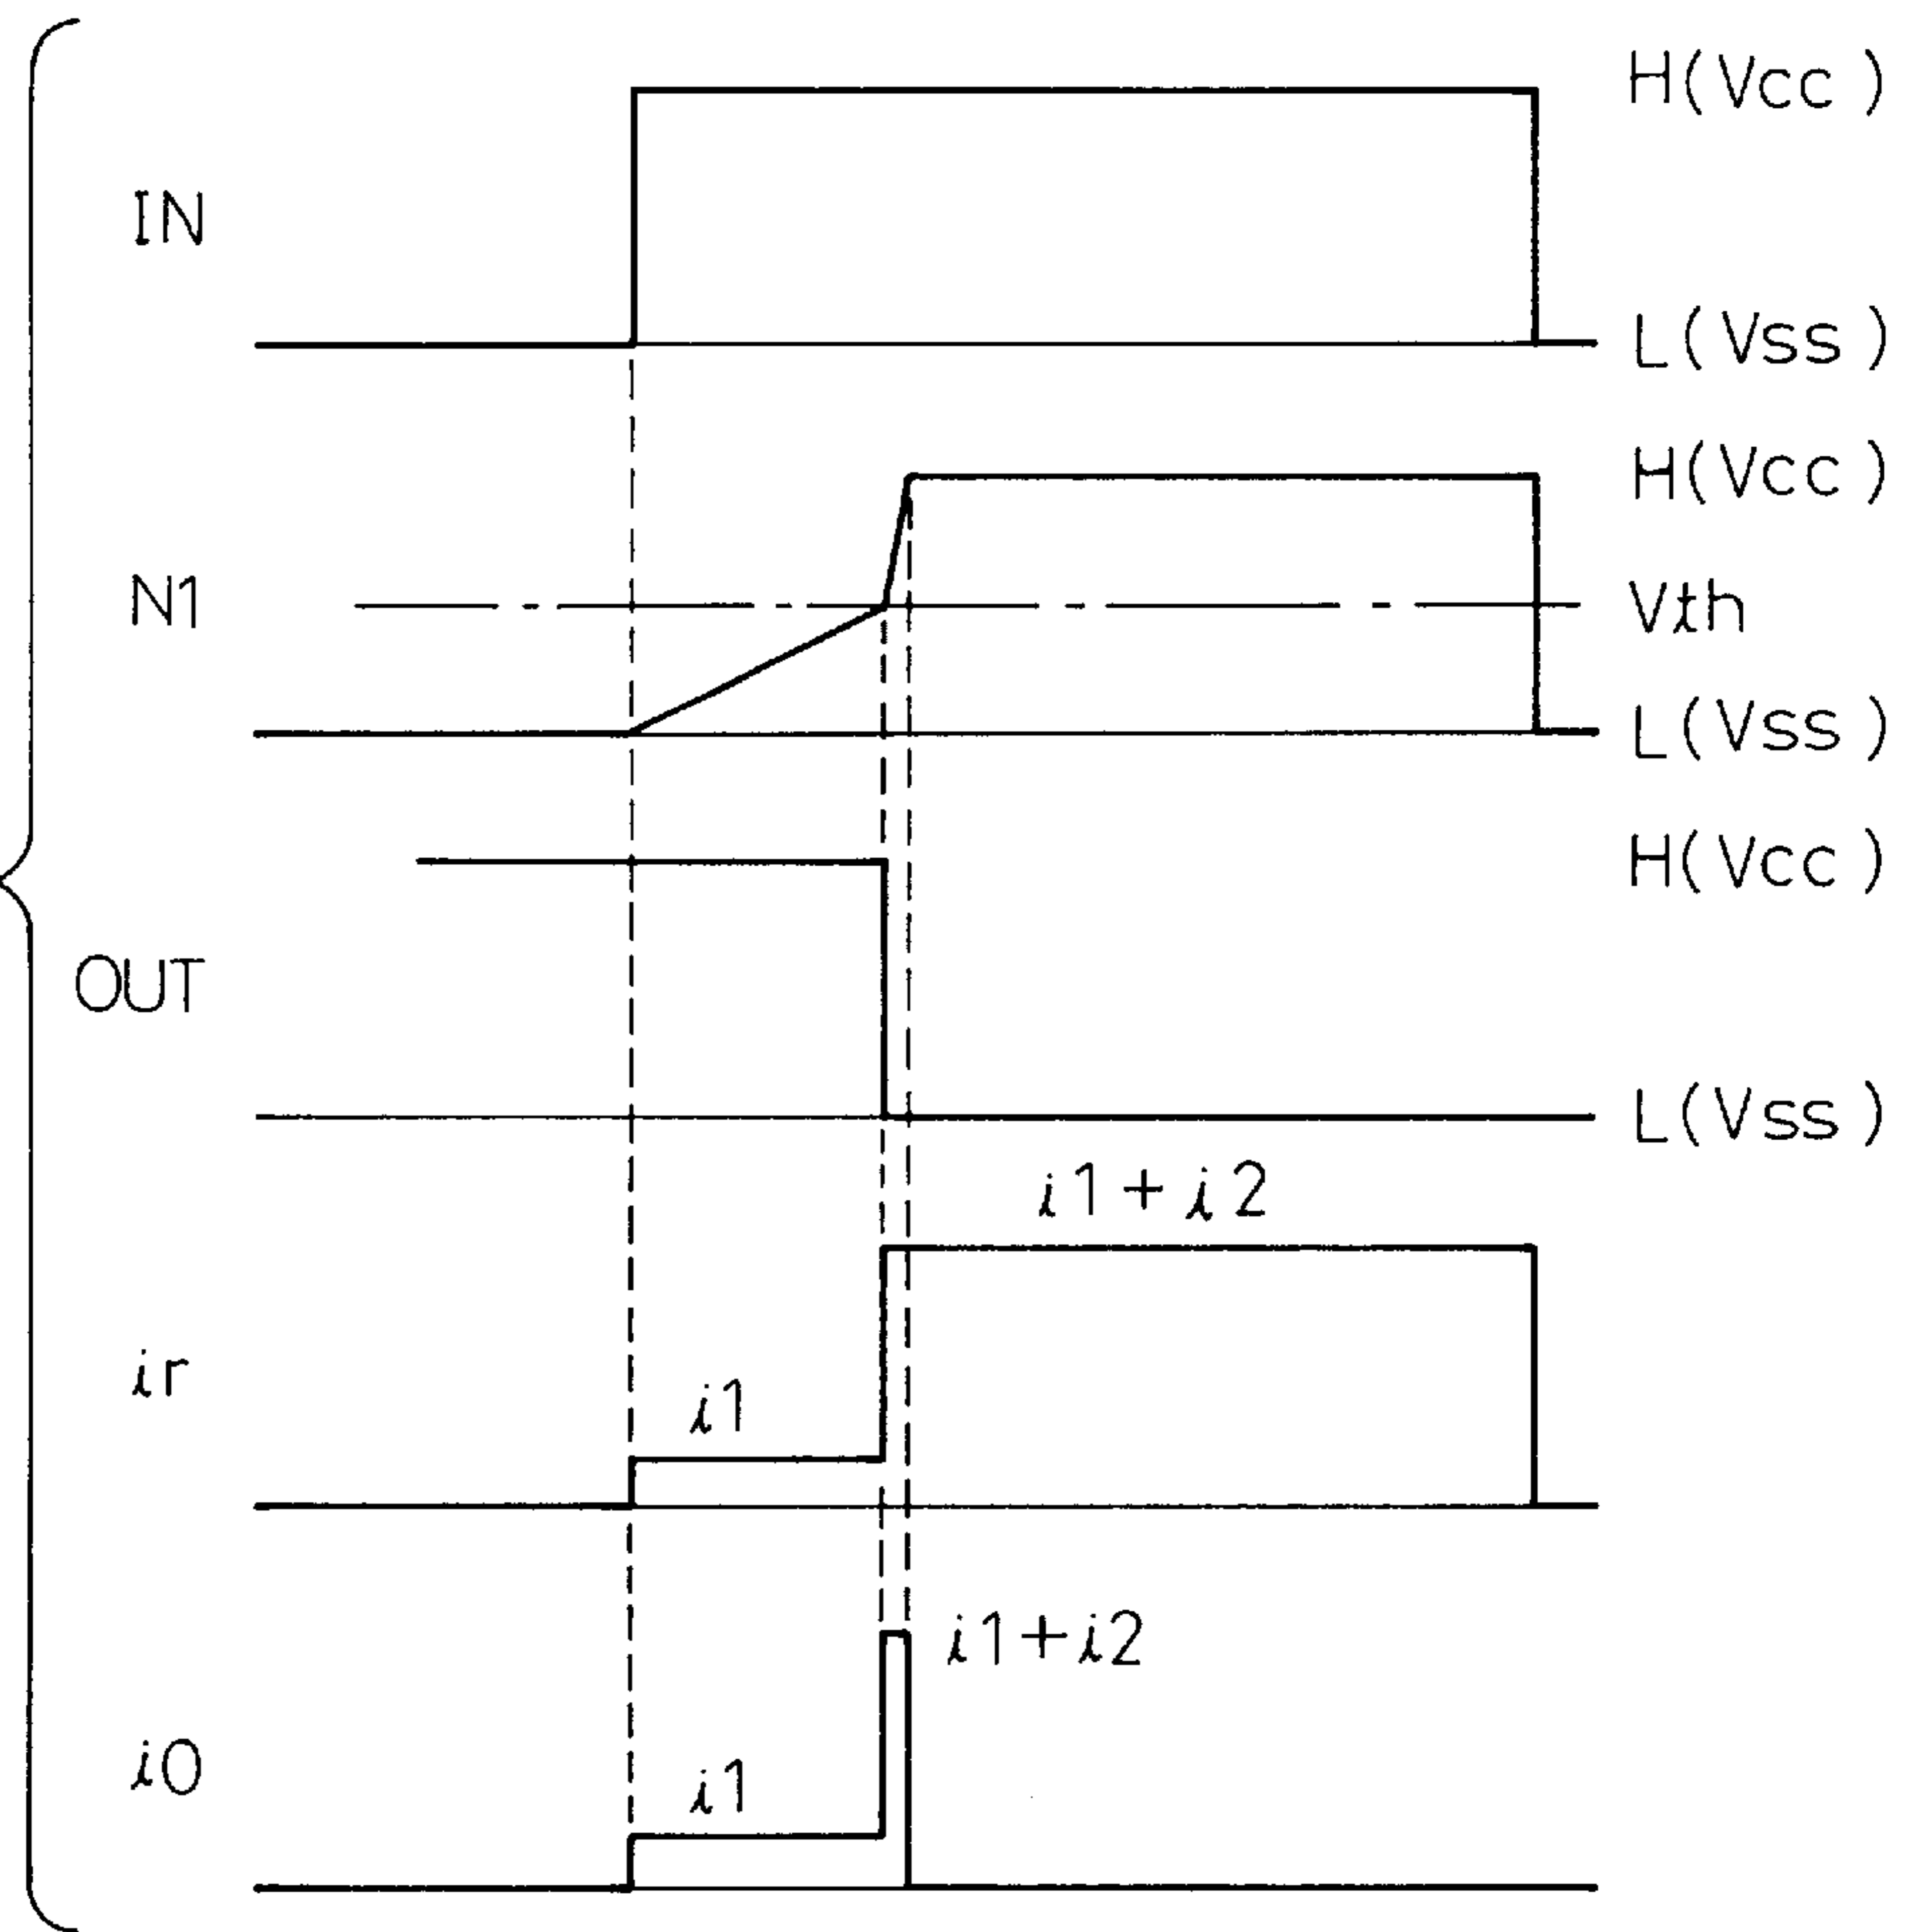 H(Vcc)
IN
L(Vss)
H(Vcc)
N1
Vth
L(Vss)
H(Vcc)
OUT
L(Vss)
i1+i2
ir
i1
i1+i2
i0
i1